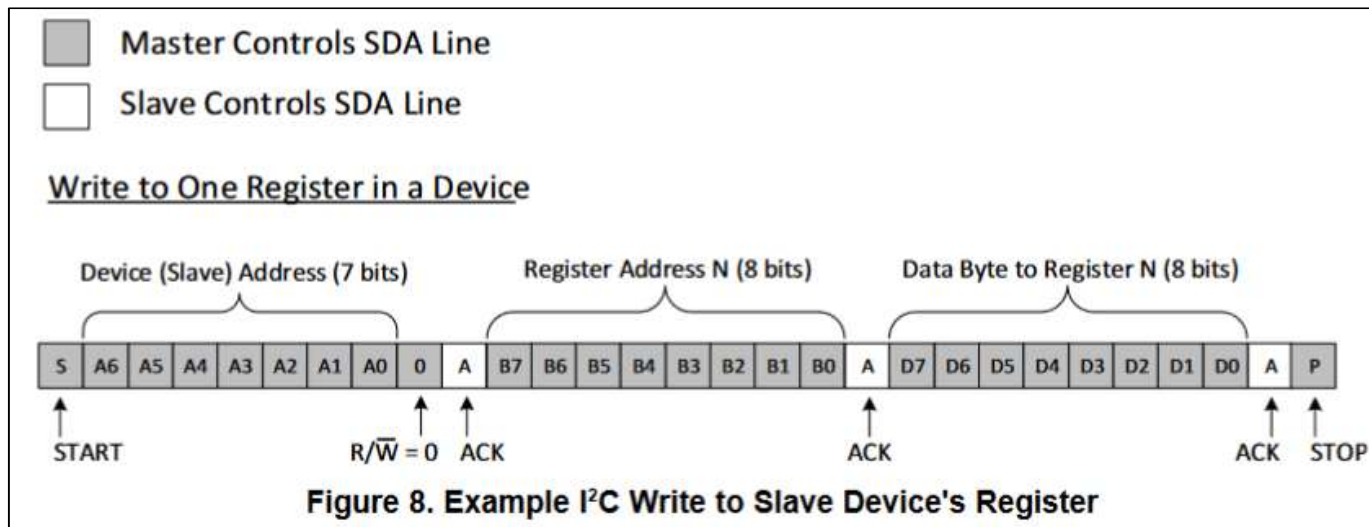 Master Controls SDA Line
Slave Controls SDA Line
Write to One Register in a Device
Device (Slave) Address (7 bits) Register Address N (8 bits) Data Byte to Register N (8 bits)
S A6 A5 A4 A3 A2 A1 A0 0 A B7 B6 B5 B4 B3 B2 B1 B0 A D7 D6 D5 D4 D3 D2 D1 D0 A P
START R/W̅ = 0 ACK ACK ACK STOP
Figure 8. Example I²C Write to Slave Device's Register